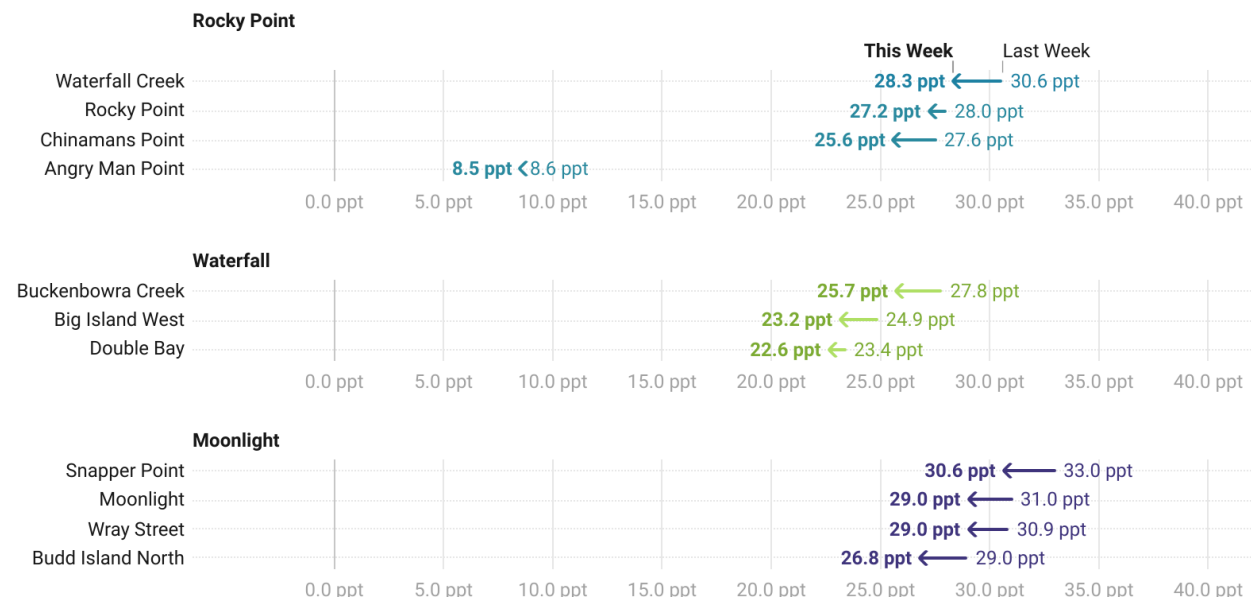 Rocky Point
This Week Last Week
Waterfall Creek 28.3 ppt 30.6 ppt
Rocky Point 27.2 ppt 28.0 ppt
Chinamans Point 25.6 ppt 27.6 ppt
Angry Man Point 8.5 ppt 8.6 ppt
0.0 ppt 5.0 ppt 10.0 ppt 15.0 ppt 20.0 ppt 25.0 ppt 30.0 ppt 35.0 ppt 40.0 ppt
Waterfall
Buckenbowra Creek 25.7 ppt 27.8 ppt
Big Island West 23.2 ppt 24.9 ppt
Double Bay 22.6 ppt 23.4 ppt
0.0 ppt 5.0 ppt 10.0 ppt 15.0 ppt 20.0 ppt 25.0 ppt 30.0 ppt 35.0 ppt 40.0 ppt
Moonlight
Snapper Point 30.6 ppt 33.0 ppt
Moonlight 29.0 ppt 31.0 ppt
Wray Street 29.0 ppt 30.9 ppt
Budd Island North 26.8 ppt 29.0 ppt
0.0 ppt 5.0 ppt 10.0 ppt 15.0 ppt 20.0 ppt 25.0 ppt 30.0 ppt 35.0 ppt 40.0 ppt